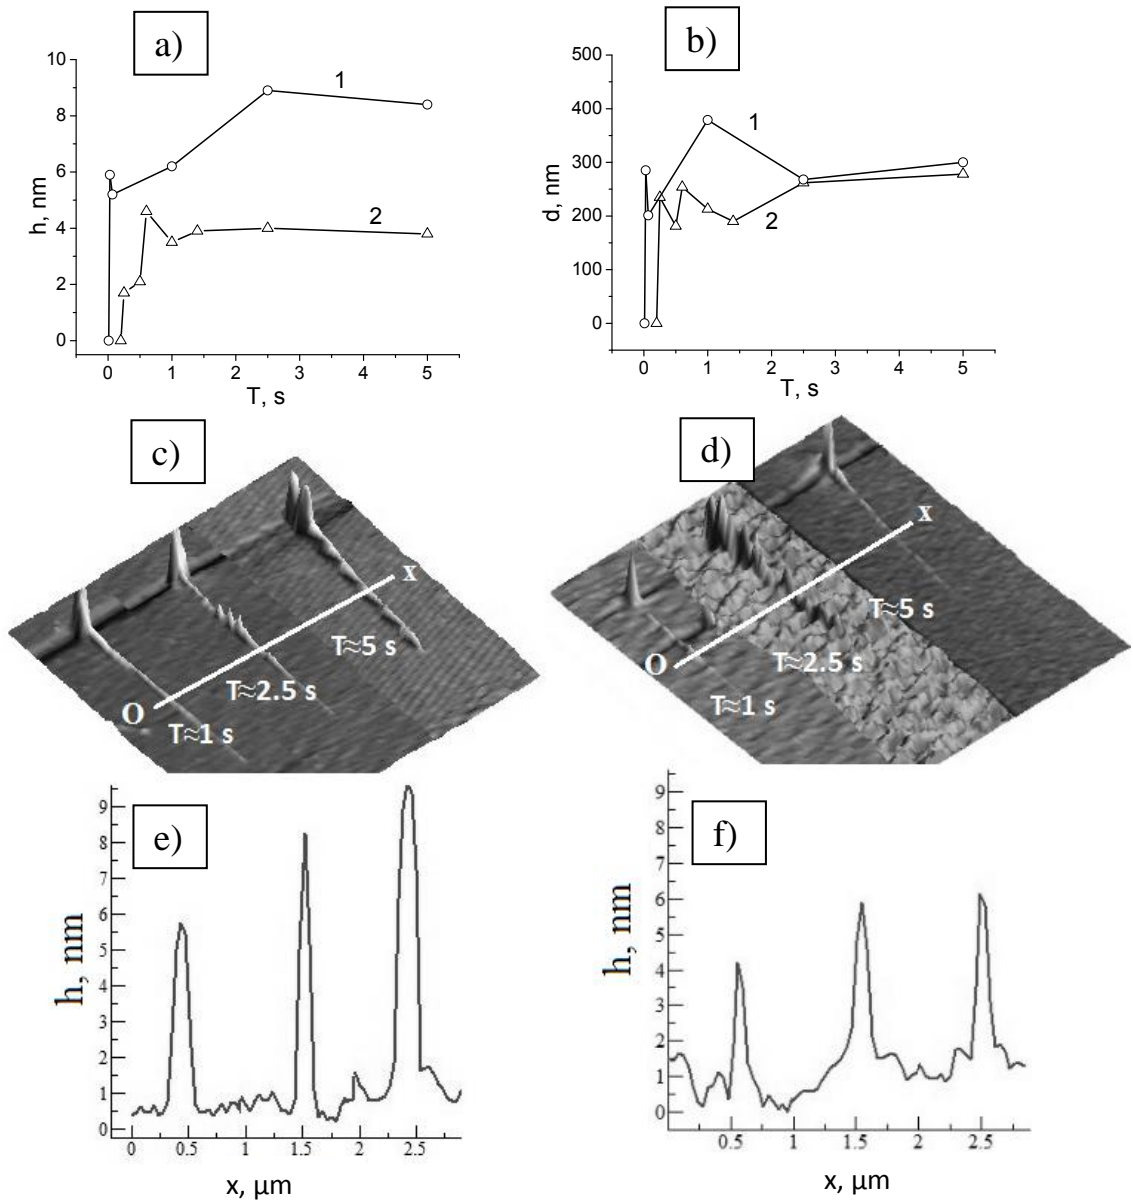 a)
10
8
6
4
2
0
h, nm
1
2
0 1 2 3 4 5
T, s
b)
500
400
300
200
100
0
d, nm
1
2
0 1 2 3 4 5
T, s
c)
x
T≈5 s
T≈2.5 s
O
T≈1 s
d)
x
T≈5 s
O
T≈2.5 s
T≈1 s
e)
9
8
7
6
5
4
3
2
1
0
h, nm
0 0.5 1 1.5 2 2.5
x, μm
f)
9
8
7
6
5
4
3
2
1
0
h, nm
0.5 1 1.5 2 2.5
x, μm